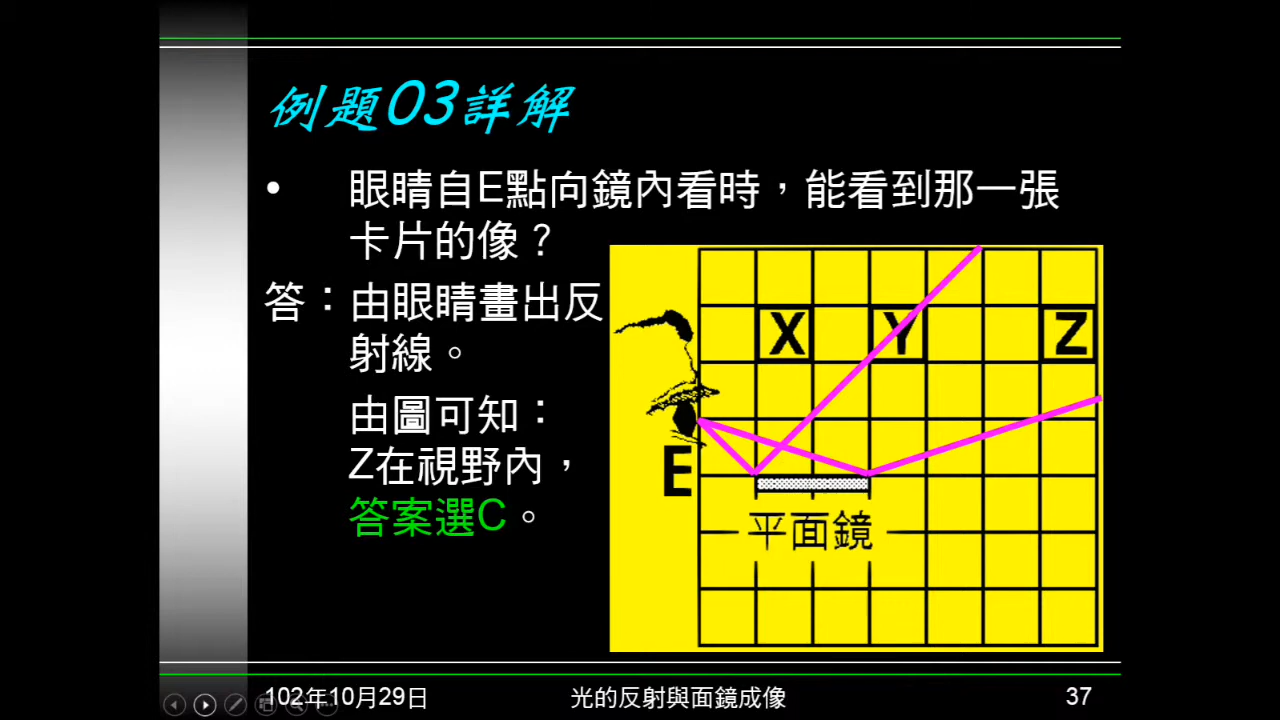 例題03詳解
• 眼睛自E點向鏡內看時，能看到那一張
卡片的像？
答：由眼睛畫出反
射線。
由圖可知：
Z在視野內，
答案選C。
X Y Z
E
平面鏡
102年10月29日 光的反射與面鏡成像 37